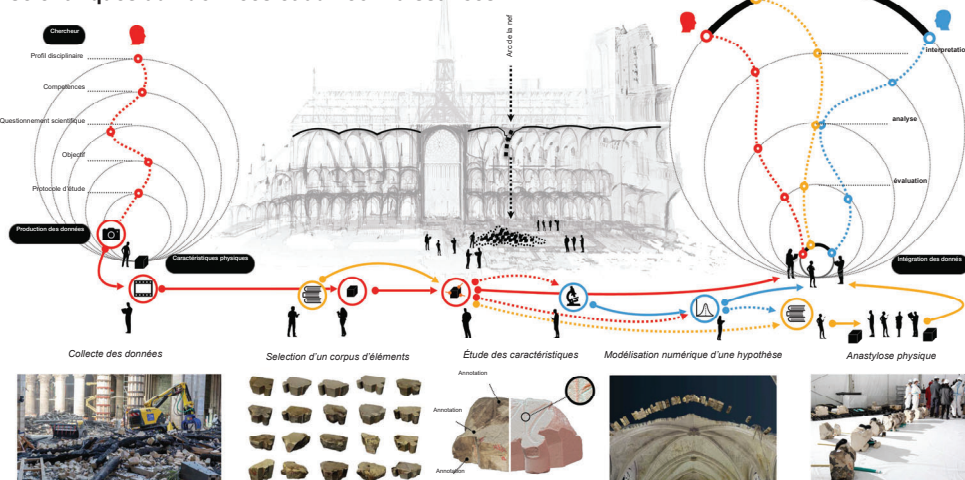 Chercheur
Profil disciplinaire
Compétences
Questionnement scientifique
Objectif
Protocole d'étude
Production des données
Caractéristiques physiques
Arc de la nef
interpretati
analyse
évaluation
Intégration des donnés
Collecte des données
Selection d'un corpus d'éléments
Étude des caractéristiques
Modélisation numérique d'une hypothèse
Anastylose physique
Annotation
Annotation
Annotation